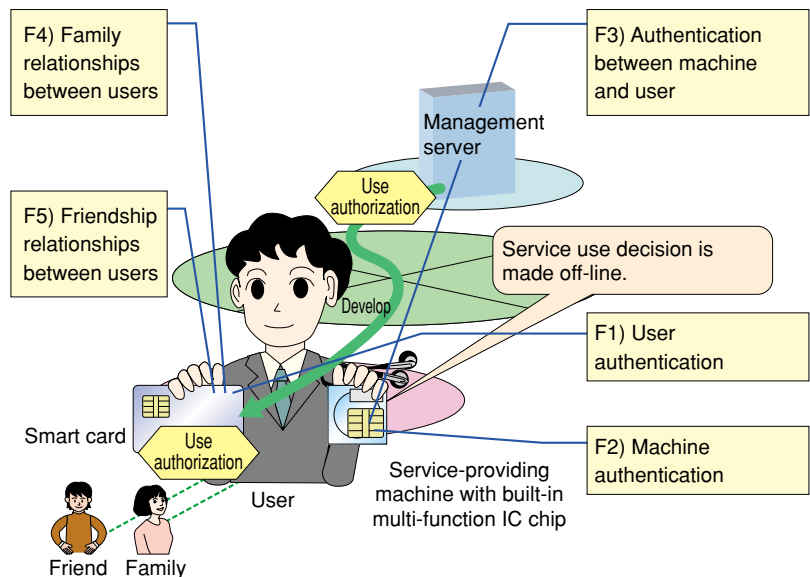 F4) Family
relationships
between users
F3) Authentication
between machine
and user
Management
server
Use
authorization
F5) Friendship
relationships
between users
Service use decision is
made off-line.
Develop
F1) User
authentication
Smart card
Use
authorization
F2) Machine
authentication
User
Service-providing
machine with built-in
multi-function IC chip
Friend
Family